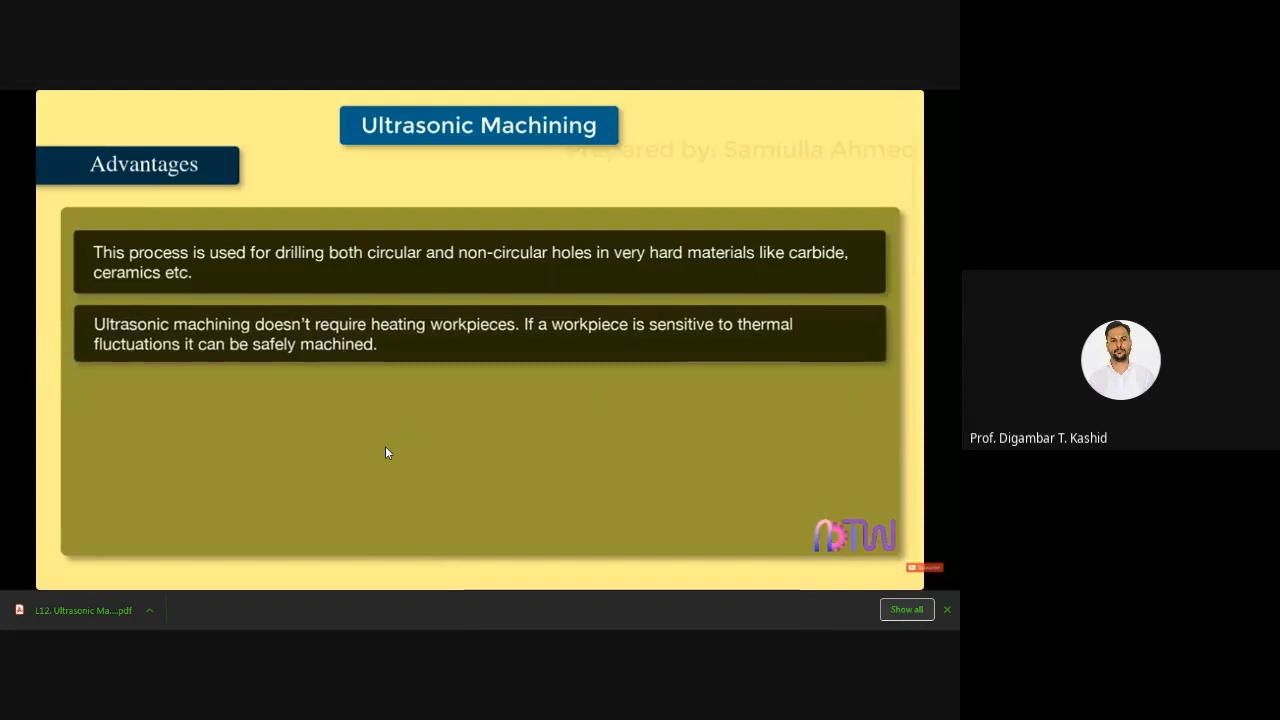 Ultrasonic Machining
Prepared by: Samiulla Ahmed
Advantages
This process is used for drilling both circular and non-circular holes in very hard materials like carbide,
ceramics etc.
Ultrasonic machining doesn't require heating workpieces. If a workpiece is sensitive to thermal
fluctuations it can be safely machined.
Prof. Digambar T. Kashid
DTW
Subscribe
L12. Ultrasonic Ma....pdf
Show all